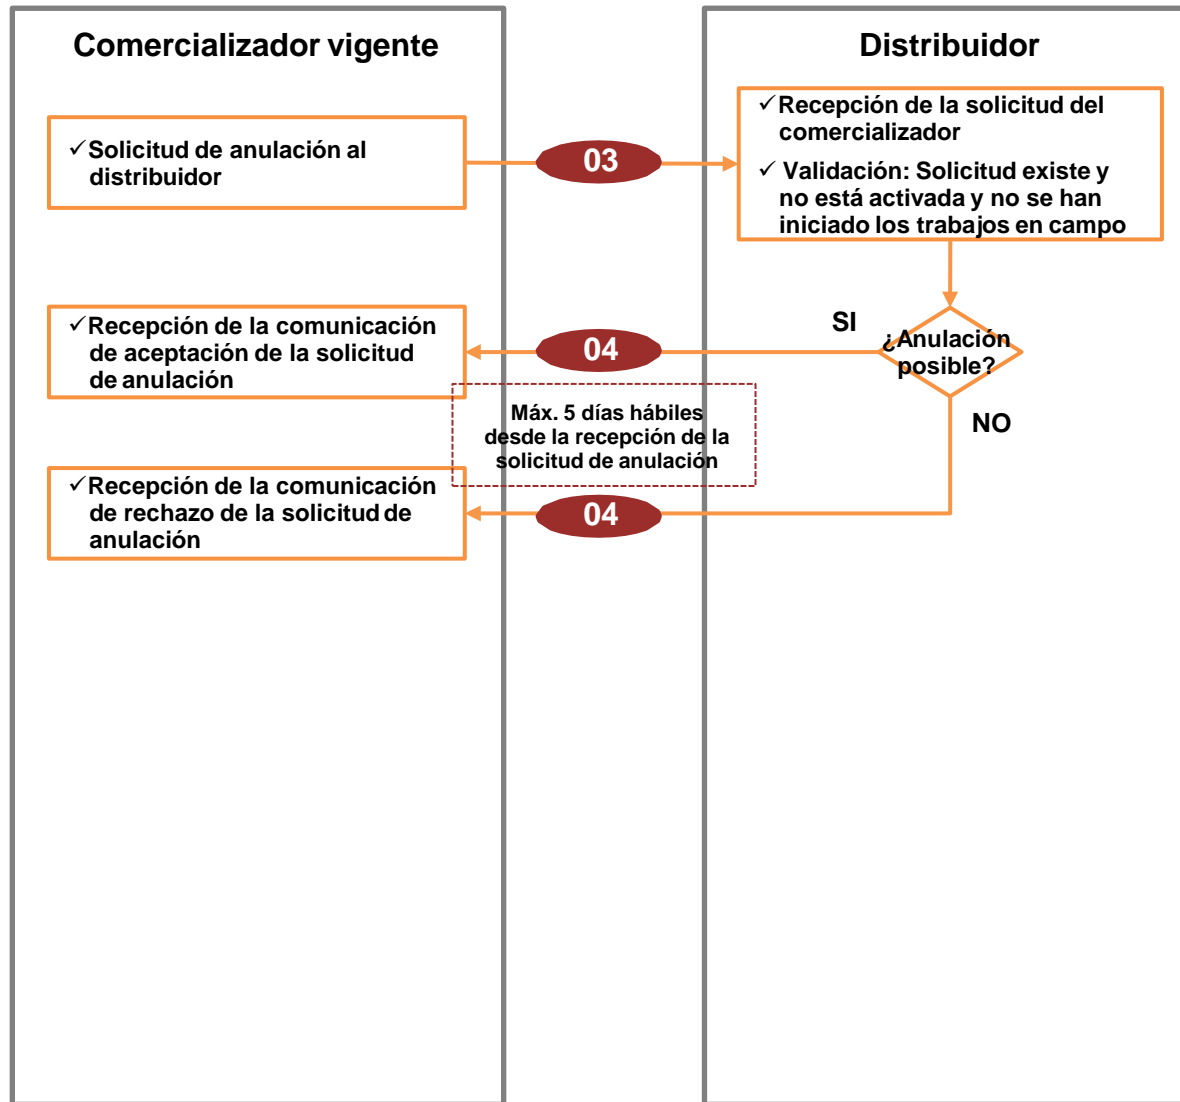 Comercializador vigente
Distribuidor
✓Solicitud de anulación al
distribuidor
03
✓Recepción de la solicitud del
comercializador
✓ Validación: Solicitud existe y
no está activada y no se han
iniciado los trabajos en campo
✓Recepción de la comunicación
de aceptación de la solicitud
de anulación
04
SI
¿Anulación
posible?
NO
Máx. 5 días hábiles
desde la recepción de la
solicitud de anulación
✓Recepción de la comunicación
de rechazo de la solicitud de
anulación
04